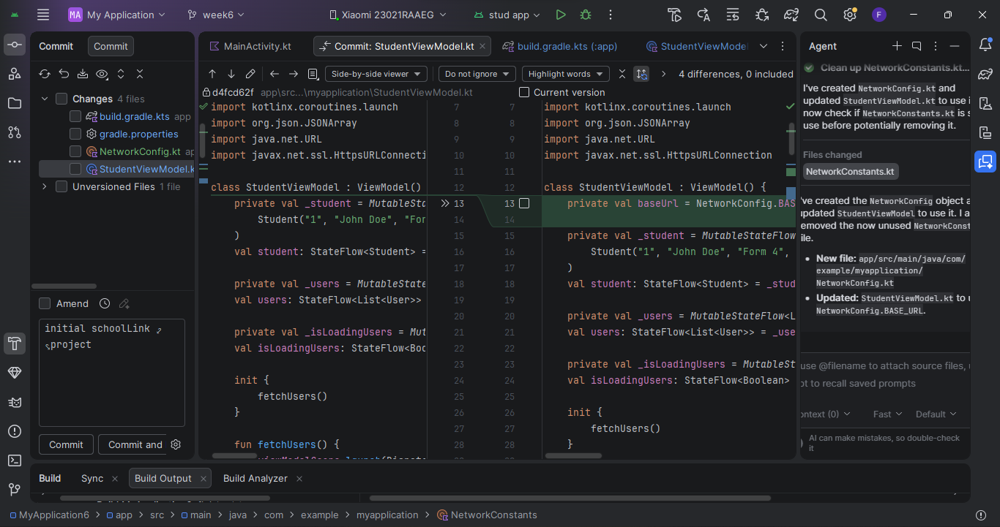 MA My Application
week6
Xiaomi 23021RAAEG
stud app
F
Commit
Commit
Changes 4 files
build.gradle.kts app
gradle.properties
NetworkConfig.kt
StudentViewModel.k
Unversioned Files 1 file
Amend
initial schoolLink
project
Commit
Commit and
MainActivity.kt
Commit: StudentViewModel.kt
build.gradle.kts (:app)
StudentViewModel
Side-by-side viewer
Do not ignore
Highlight words
4 differences, 0 included
d4fcd62f app\src...\myapplication\StudentViewModel.kt
Current version
import kotlinx.coroutines.launch 7
import org.json.JSONArray 8
import java.net.URL 9
import javax.net.ssl.HttpsURLConnecti 10
11
class StudentViewModel : ViewModel() 12
private val _student = MutableSta 13
Student("1", "John Doe", "For 14
) 15
val student: StateFlow<Student> = 16
17
private val _users = MutableState 18
val users: StateFlow<List<User>> 19
20
private val _isLoadingUsers = Mut 21
val isLoadingUsers: StateFlow<Boo 22
23
init { 24
fetchUsers() 25
} 26
27
fun fetchUsers() { 28
7 import kotlinx.coroutines.launch
8 import org.json.JSONArray
9 import java.net.URL
10 import javax.net.ssl.HttpsURLConnection
11
12 class StudentViewModel : ViewModel() {
13 private val baseUrl = NetworkConfig.BAS
14
15 private val _student = MutableStateFlow
16 Student("1", "John Doe", "Form 4",
17 )
18 val student: StateFlow<Student> = _stud
19
20 private val _users = MutableStateFlow<L
21 val users: StateFlow<List<User>> = _use
22
23 private val _isLoadingUsers = MutableSt
24 val isLoadingUsers: StateFlow<Boolean>
25
26 init {
27 fetchUsers()
28 }
Agent
Clean up NetworkConstants.kt...
I've created NetworkConfig.kt and
updated StudentViewModel.kt to use i
now check if NetworkConstants.kt is s
use before potentially removing it.
Files changed
NetworkConstants.kt
've created the NetworkConfig object a
updated StudentViewModel to use it. I a
emoved the now unused NetworkConst
ile.
• New file: app/src/main/java/com/
example/myapplication/
NetworkConfig.kt
• Updated: StudentViewModel.kt to u
NetworkConfig.BASE_URL.
use @filename to attach source files,
pt to recall saved prompts
ontext (0)
Fast
Default
AI can make mistakes, so double-check
it
Build
Sync
Build Output
Build Analyzer
MyApplication6 > app > src > main > java > com > example > myapplication > NetworkConstants